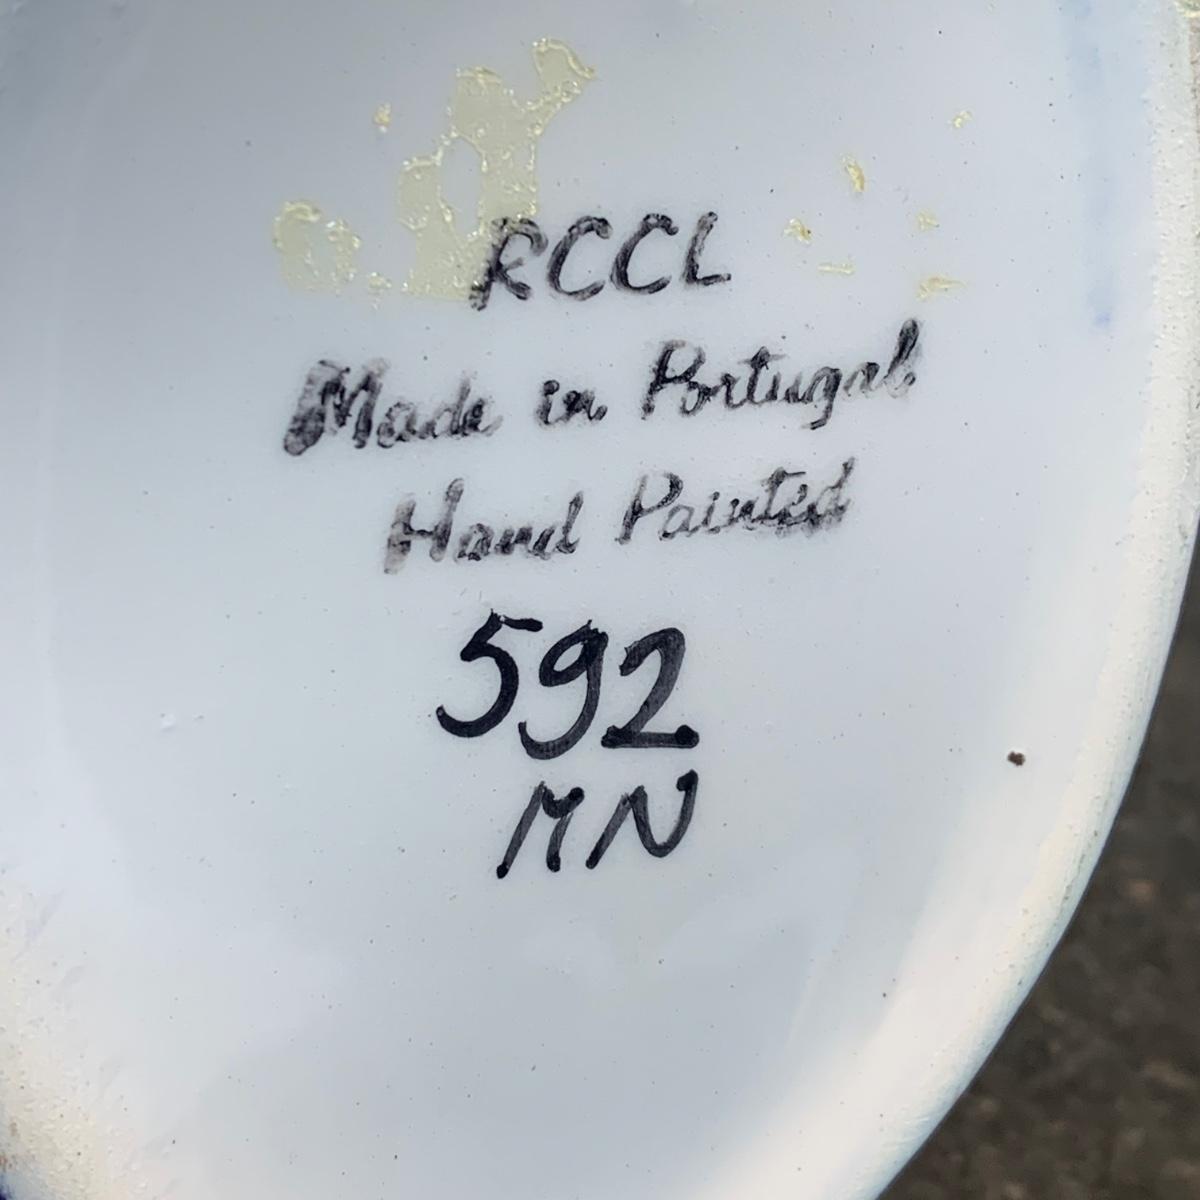 RCCL
Made in Portugal
Hand Painted
592
MN